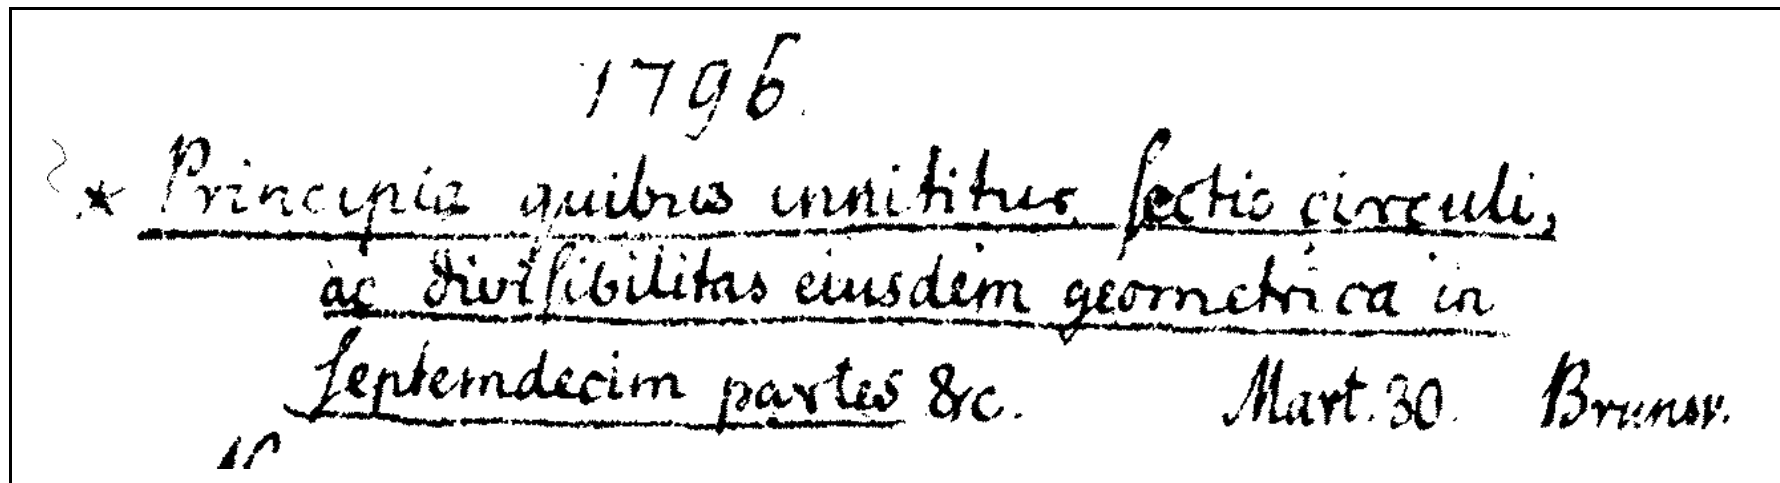 1796.
* Principia quibus innititur sectio circuli,
ac divisibilitas eiusdem geometrica in
septemdecim partes &c. Mart. 30. Brunsv.